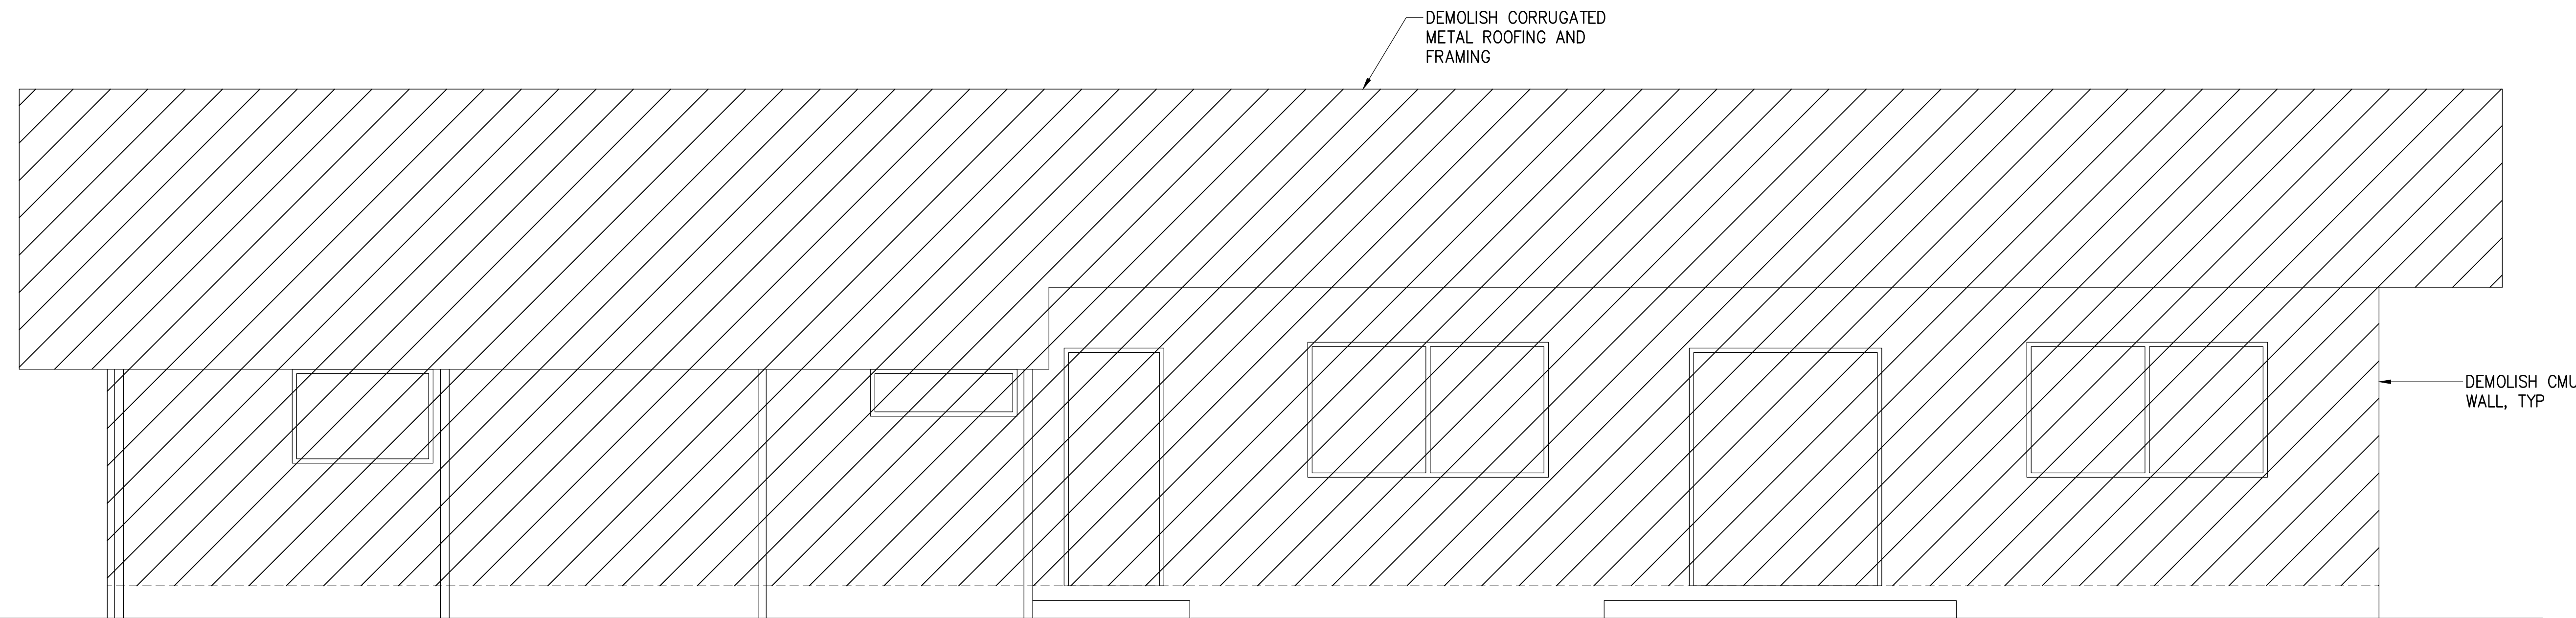 DEMOLISH CORRUGATED
METAL ROOFING AND
FRAMING
DEMOLISH CMU
WALL, TYP